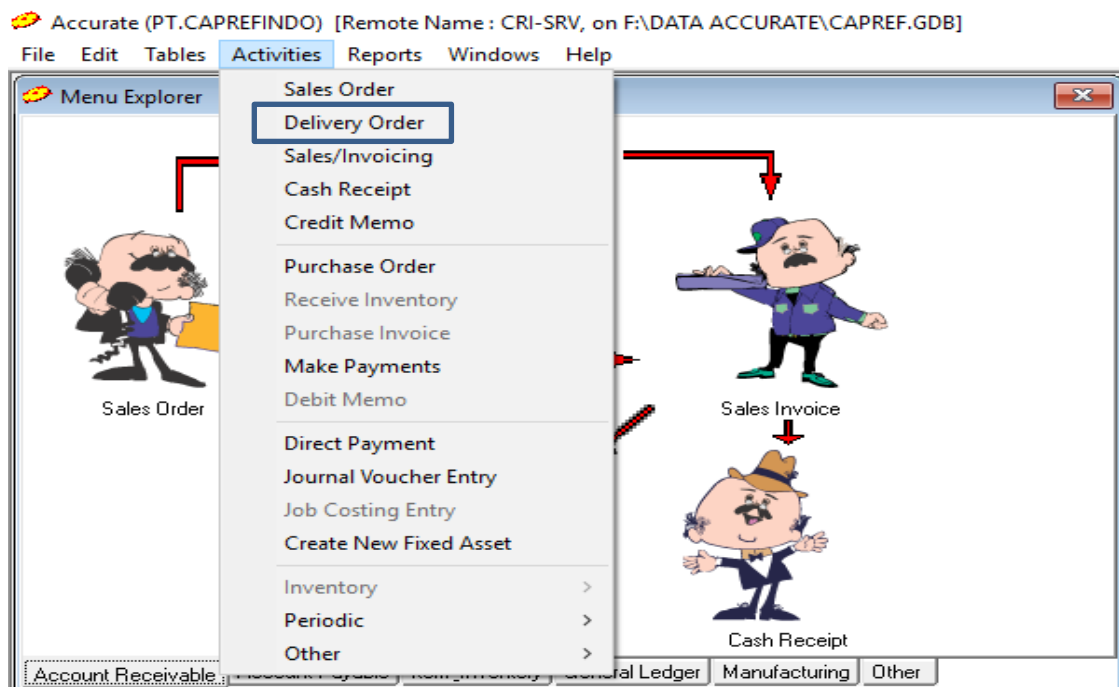 Accurate (PT.CAPREFINDO) [Remote Name : CRI-SRV, on F:\DATA ACCURATE\CAPREF.GDB]
File Edit Tables Activities Reports Windows Help
Menu Explorer
Sales Order
Delivery Order
Sales/Invoicing
Cash Receipt
Credit Memo
Purchase Order
Receive Inventory
Purchase Invoice
Make Payments
Debit Memo
Direct Payment
Journal Voucher Entry
Job Costing Entry
Create New Fixed Asset
Inventory
Periodic
Other
Sales Order
Sales Invoice
Cash Receipt
Account Receivable Ledger Manufacturing Other